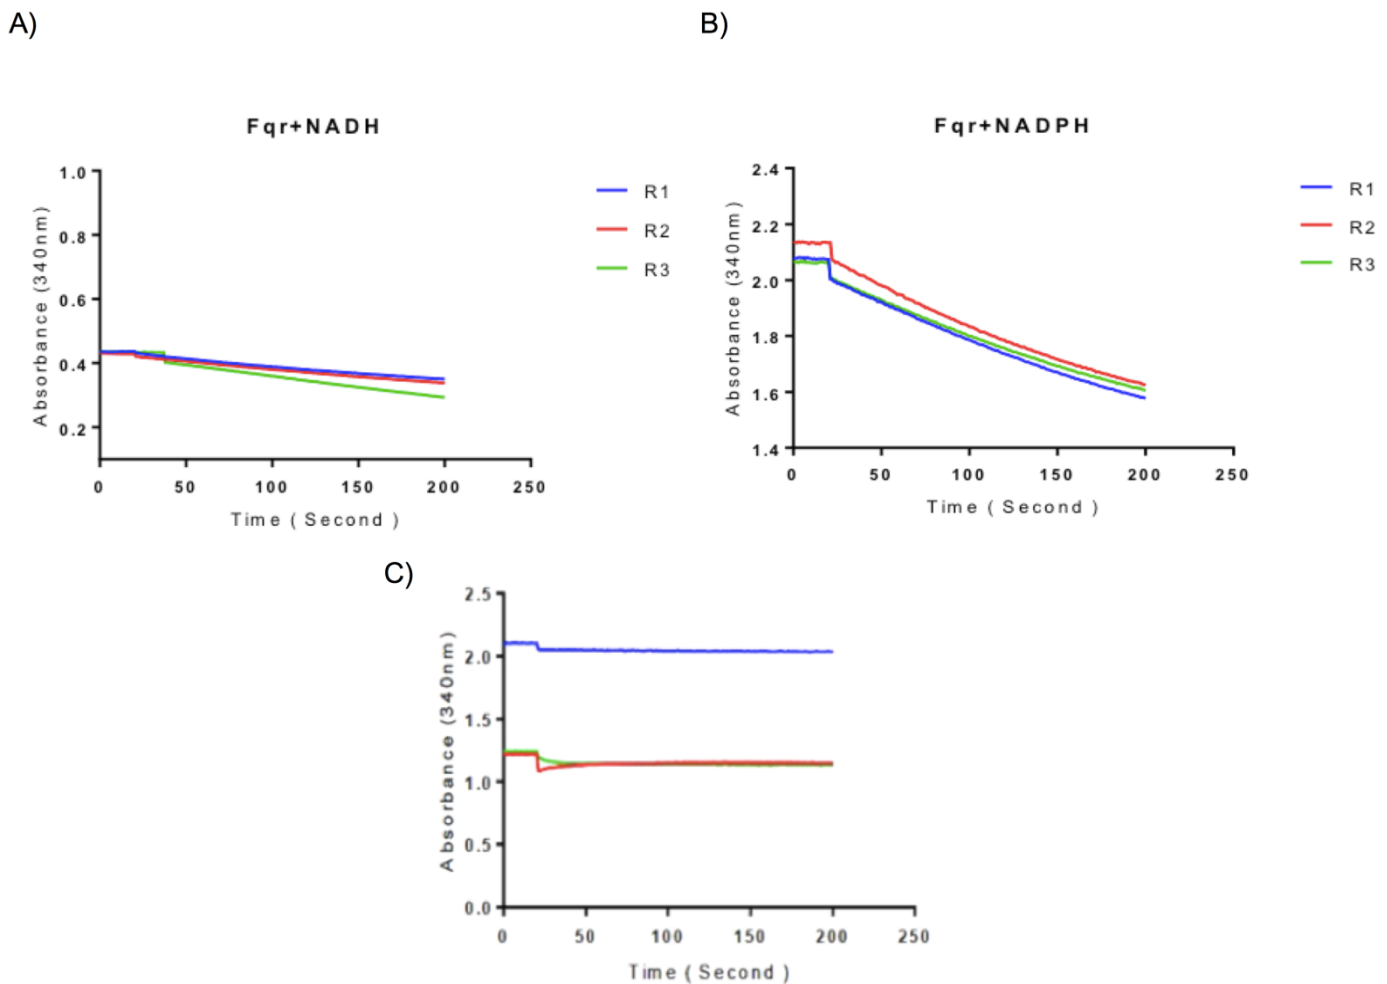 A)
Fqr+NADH
Absorbance (340nm)
1.0
0.8
0.6
0.4
0.2
0 50 100 150 200 250
Time ( Second )
R1
R2
R3
B)
Fqr+NADPH
Absorbance (340nm)
2.4
2.2
2.0
1.8
1.6
1.4
0 50 100 150 200 250
Time ( Second )
R1
R2
R3
C)
Absorbance (340nm)
2.5
2.0
1.5
1.0
0.5
0.0
0 50 100 150 200 250
Time ( Second )